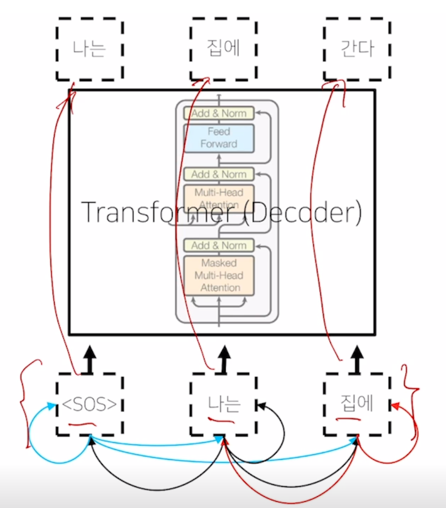 나는 집에 간다
Add & Norm
Feed
Forward
Add & Norm
Multi-Head
Attention
Transformer (Decoder)
Add & Norm
Masked
Multi-Head
Attention
<SOS> 나는 집에